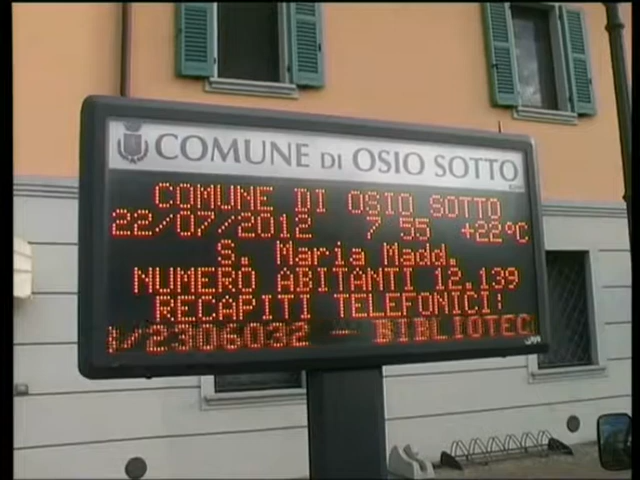 COMUNE DI OSIO SOTTO
COMUNE DI OSIO SOTTO
22/07/2012 7 55 +22°C
S. Maria Madd.
NUMERO ABITANTI 12.139
RECAPITI TELEFONICI:
/2306032 - BIBLIOTEC